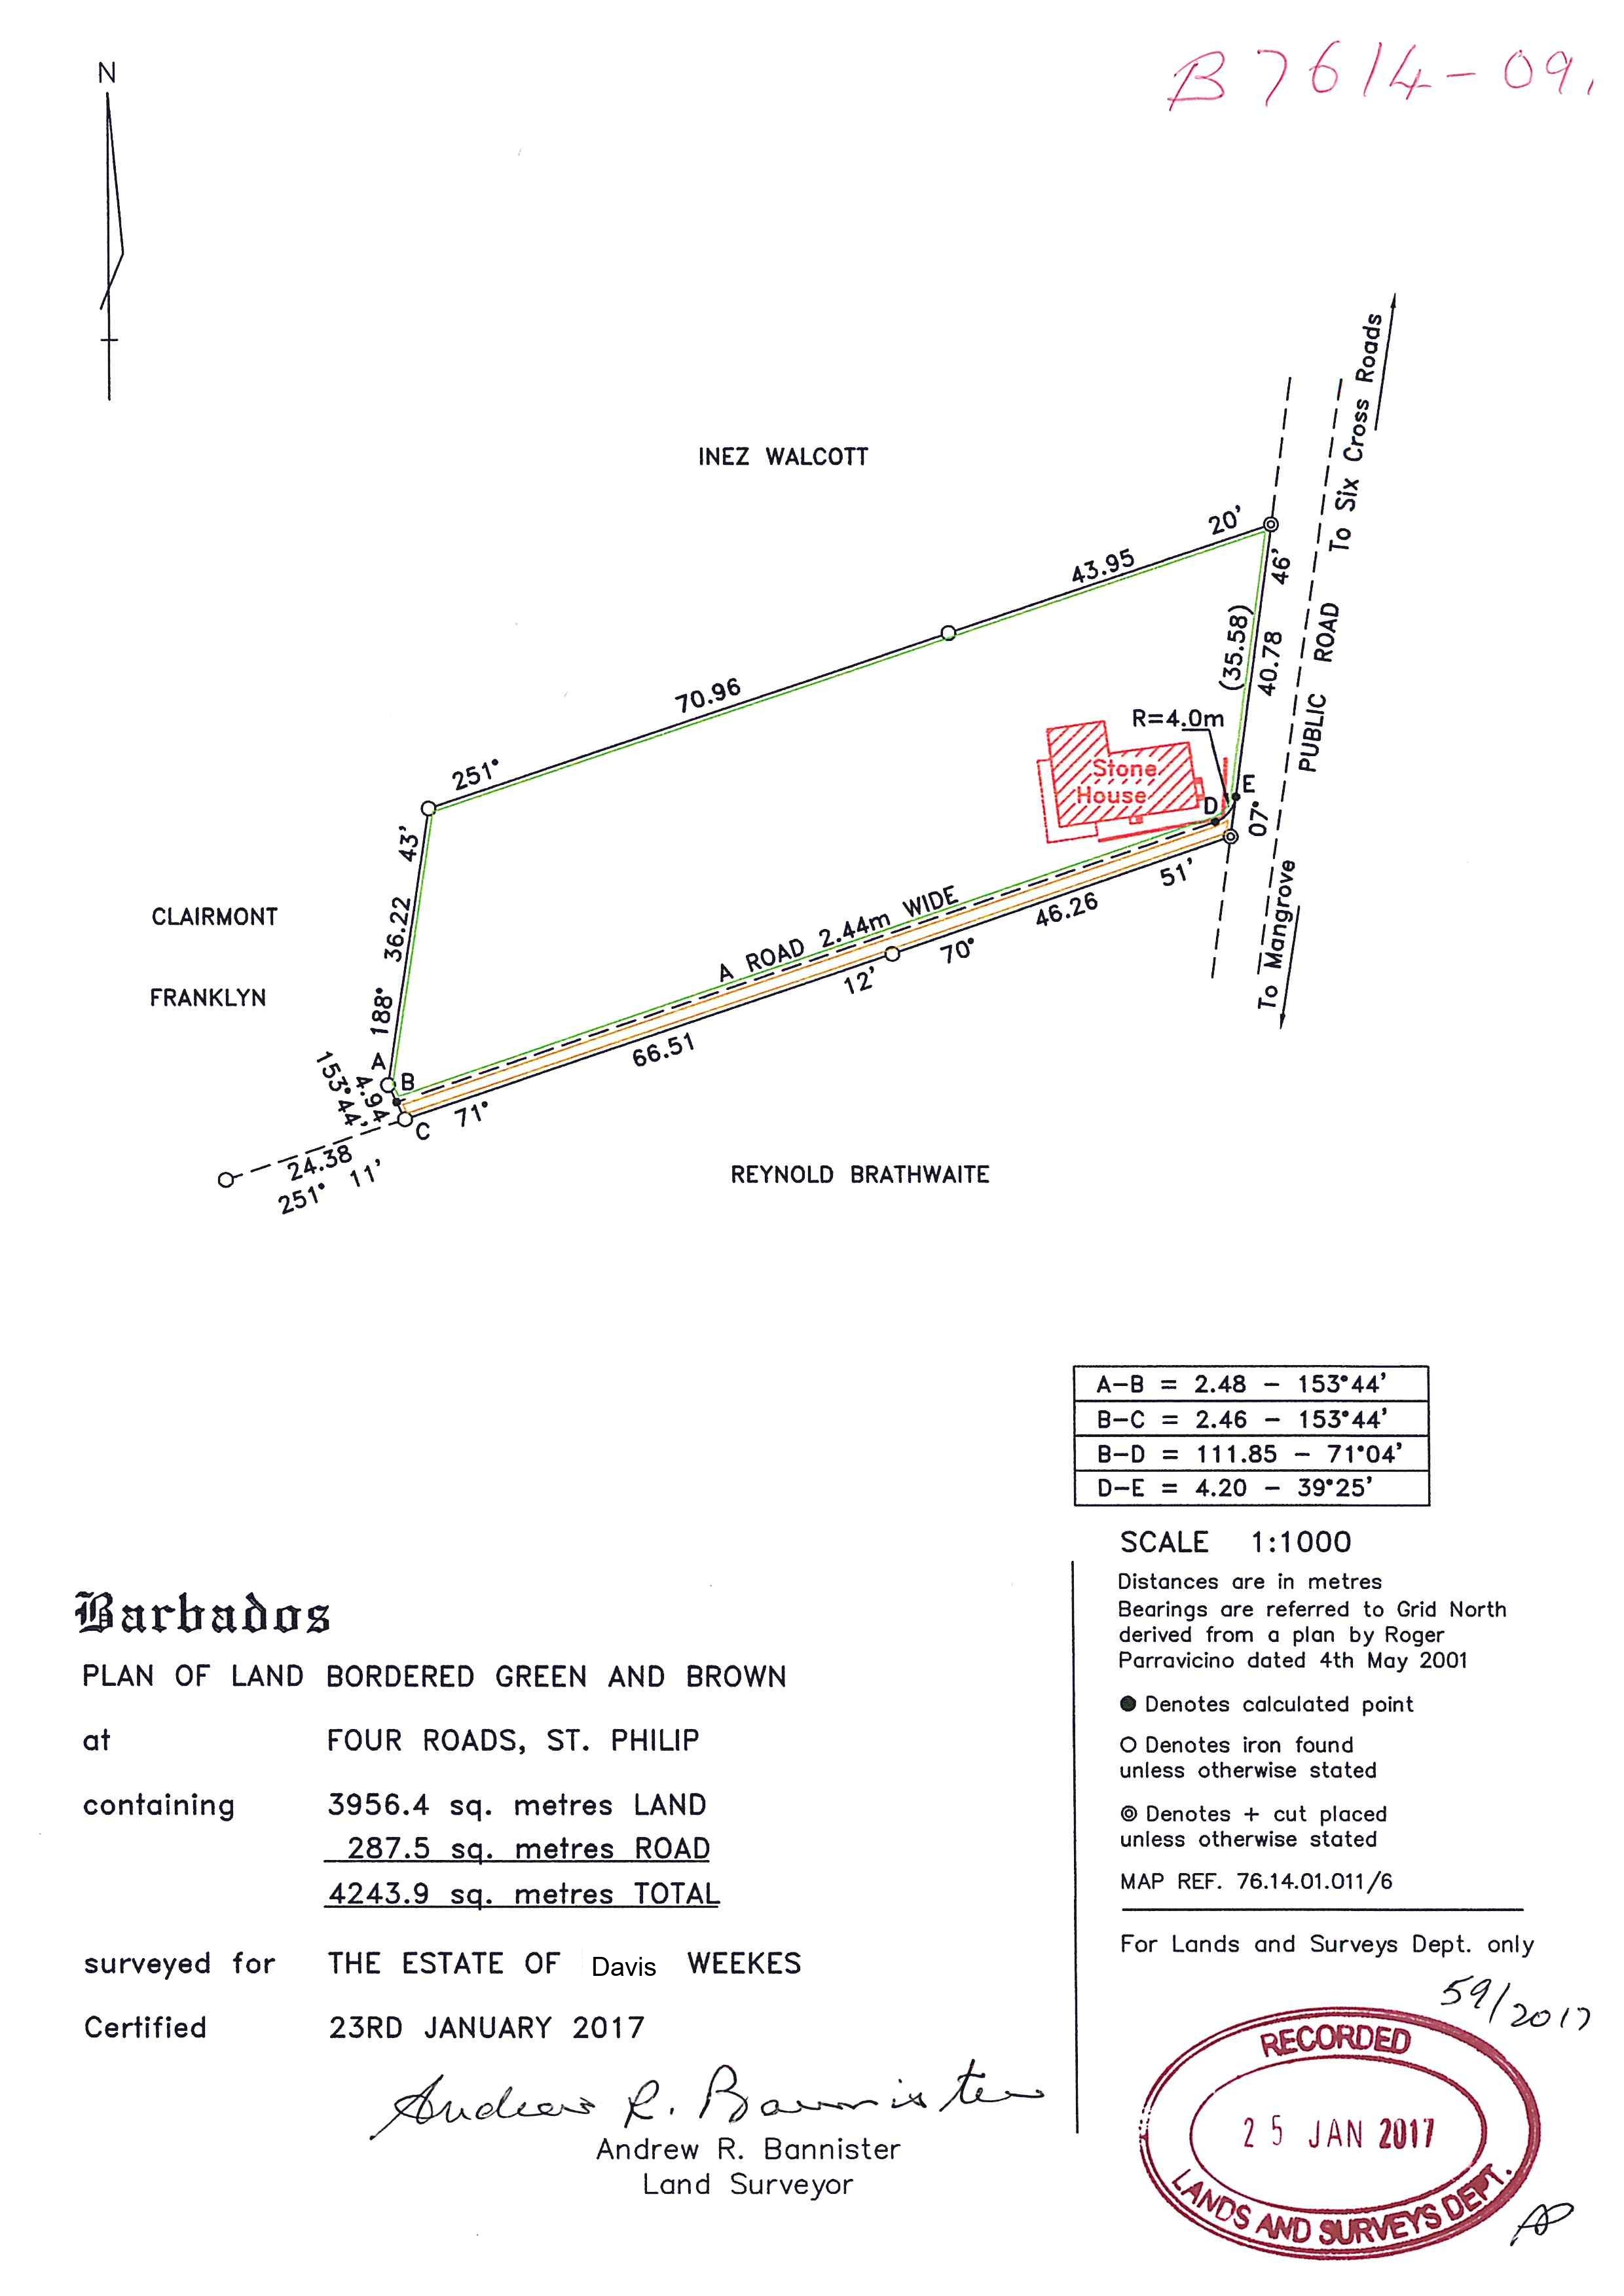 B7614-09.
N
INEZ WALCOTT
To Six Cross Roads
PUBLIC ROAD
To Mangrove
20'
43.95
70.96
251°
46'
(35.58)
40.78
07°
R=4.0m
Stone
House
E
D
43'
36.22
188°
CLAIRMONT
FRANKLYN
A ROAD 2.44m WIDE
51'
46.26
70°
12'
66.51
71°
A
B
C
4.94
153°44'
24.38
251° 11'
REYNOLD BRATHWAITE
A-B = 2.48 - 153°44'
B-C = 2.46 - 153°44'
B-D = 111.85 - 71°04'
D-E = 4.20 - 39°25'
SCALE 1:1000
Distances are in metres
Bearings are referred to Grid North
derived from a plan by Roger
Parravicino dated 4th May 2001
Denotes calculated point
Denotes iron found
unless otherwise stated
Denotes + cut placed
unless otherwise stated
MAP REF. 76.14.01.011/6
For Lands and Surveys Dept. only
59/2017
RECORDED
25 JAN 2017
LANDS AND SURVEYS DEPT.
AP
Barbados
PLAN OF LAND BORDERED GREEN AND BROWN
at FOUR ROADS, ST. PHILIP
containing 3956.4 sq. metres LAND
287.5 sq. metres ROAD
4243.9 sq. metres TOTAL
surveyed for THE ESTATE OF Davis WEEKES
Certified 23RD JANUARY 2017
Andrew R. Bannister
Andrew R. Bannister
Land Surveyor